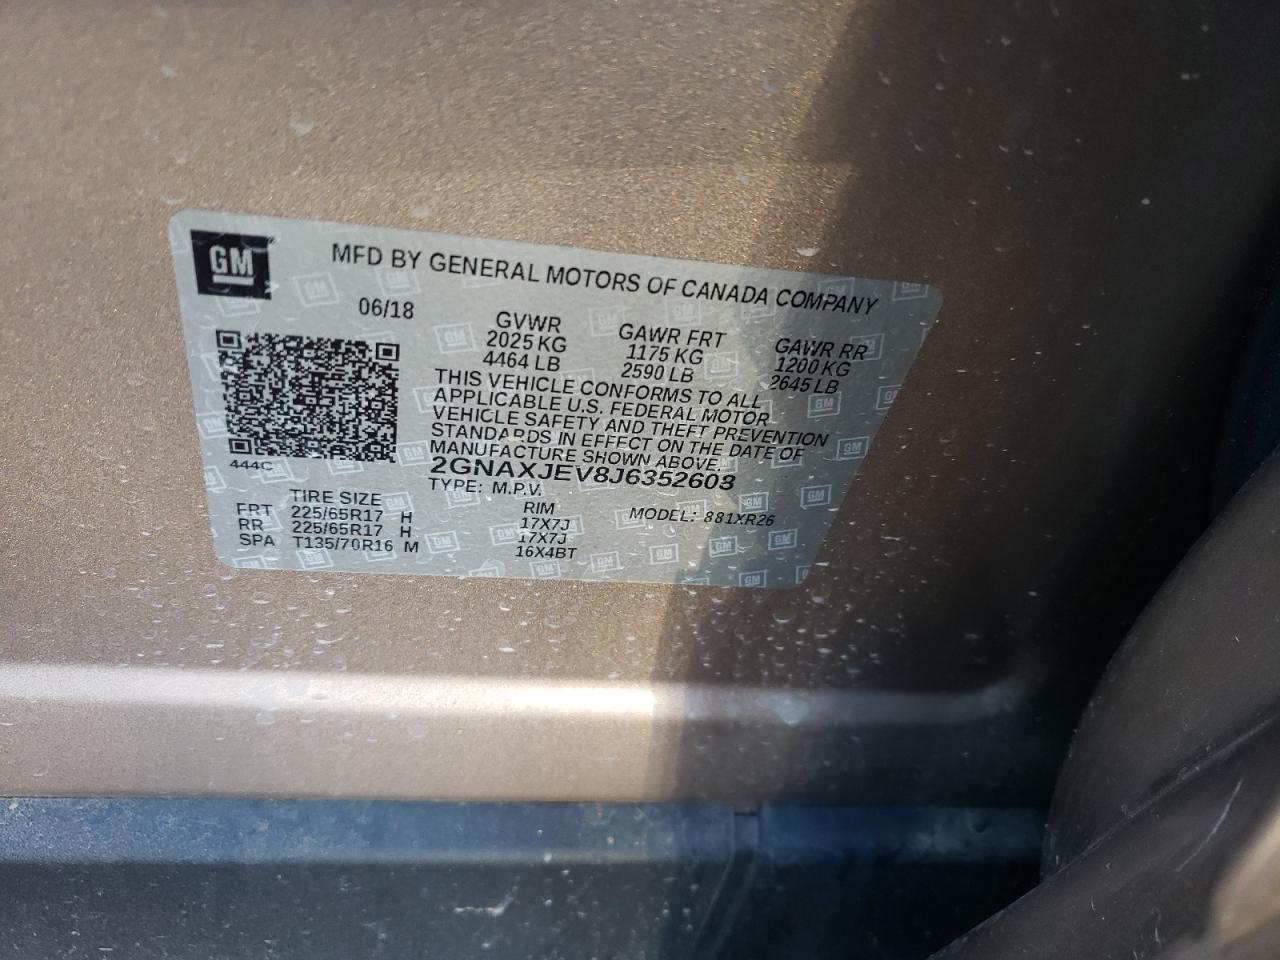 GM
MFD BY GENERAL MOTORS OF CANADA COMPANY
06/18
GVWR GAWR FRT GAWR RR
2025 KG 1175 KG 1200 KG
4464 LB 2590 LB 2645 LB
THIS VEHICLE CONFORMS TO ALL
APPLICABLE U.S. FEDERAL MOTOR
VEHICLE SAFETY AND THEFT PREVENTION
STANDARDS IN EFFECT ON THE DATE OF
MANUFACTURE SHOWN ABOVE.
2GNAXJEV8J6352603
TYPE: M.P.V.
444C
TIRE SIZE RIM MODEL: 881XR26
FRT 225/65R17 H 17X7J
RR 225/65R17 H 17X7J
SPA T135/70R16 M 16X4BT